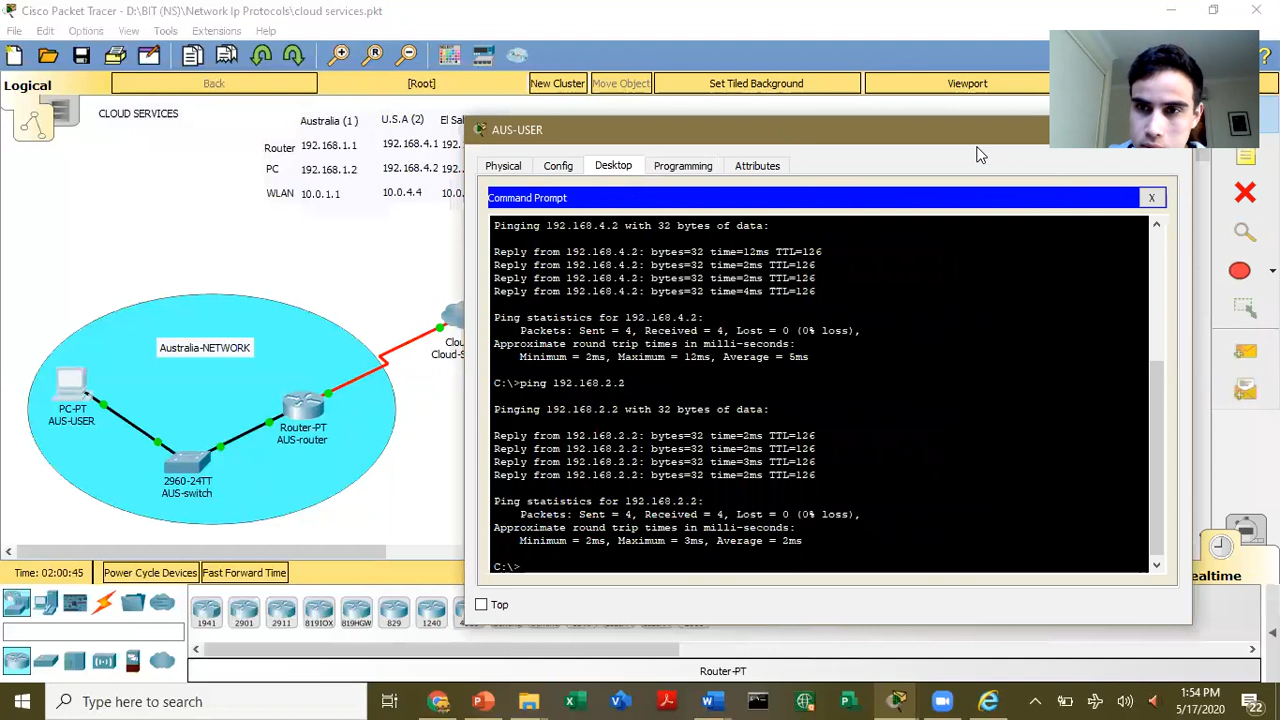 Cisco Packet Tracer - D:\BIT (NS)\Network Ip Protocols\cloud services.pkt
File Edit Options View Tools Extensions Help
Logical Back [Root] New Cluster Move Object Set Tiled Background Viewport
CLOUD SERVICES
Australia (1) U.S.A (2) El Sal
Router 192.168.1.1 192.168.4.1 192.
PC 192.168.1.2 192.168.4.2 192.
WLAN 10.0.1.1 10.0.4.4 10.0
Australia-NETWORK
PC-PT
AUS-USER
2960-24TT
AUS-switch
Router-PT
AUS-router
Clou
Cloud-S
AUS-USER
Physical Config Desktop Programming Attributes
Command Prompt X
Pinging 192.168.4.2 with 32 bytes of data:
Reply from 192.168.4.2: bytes=32 time=12ms TTL=126
Reply from 192.168.4.2: bytes=32 time=2ms TTL=126
Reply from 192.168.4.2: bytes=32 time=2ms TTL=126
Reply from 192.168.4.2: bytes=32 time=4ms TTL=126
Ping statistics for 192.168.4.2:
Packets: Sent = 4, Received = 4, Lost = 0 (0% loss),
Approximate round trip times in milli-seconds:
Minimum = 2ms, Maximum = 12ms, Average = 5ms
C:\>ping 192.168.2.2
Pinging 192.168.2.2 with 32 bytes of data:
Reply from 192.168.2.2: bytes=32 time=2ms TTL=126
Reply from 192.168.2.2: bytes=32 time=2ms TTL=126
Reply from 192.168.2.2: bytes=32 time=3ms TTL=126
Reply from 192.168.2.2: bytes=32 time=2ms TTL=126
Ping statistics for 192.168.2.2:
Packets: Sent = 4, Received = 4, Lost = 0 (0% loss),
Approximate round trip times in milli-seconds:
Minimum = 2ms, Maximum = 3ms, Average = 2ms
C:\>
Top
Time: 02:00:45 Power Cycle Devices Fast Forward Time Realtime
1941 2901 2911 819IOX 819HGW 829 1240
Router-PT
Type here to search
1:54 PM
5/17/2020
22